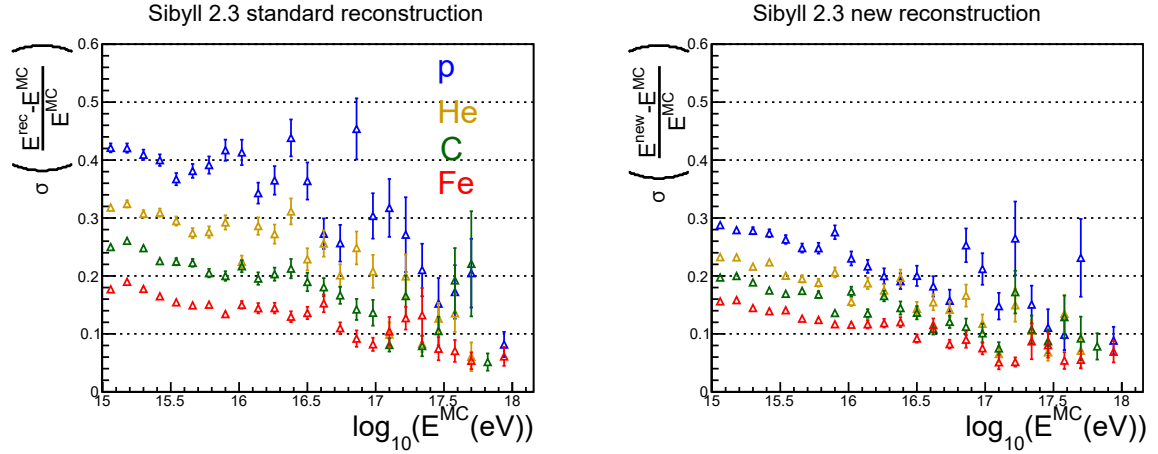 Sibyll 2.3 standard reconstruction
σ ( (E^rec - E^MC) / E^MC )
0.6
0.5
0.4
0.3
0.2
0.1
0
p
He
C
Fe
15 15.5 16 16.5 17 17.5 18
log₁₀(E^MC(eV))
Sibyll 2.3 new reconstruction
σ ( (E^new - E^MC) / E^MC )
0.6
0.5
0.4
0.3
0.2
0.1
0
15 15.5 16 16.5 17 17.5 18
log₁₀(E^MC(eV))